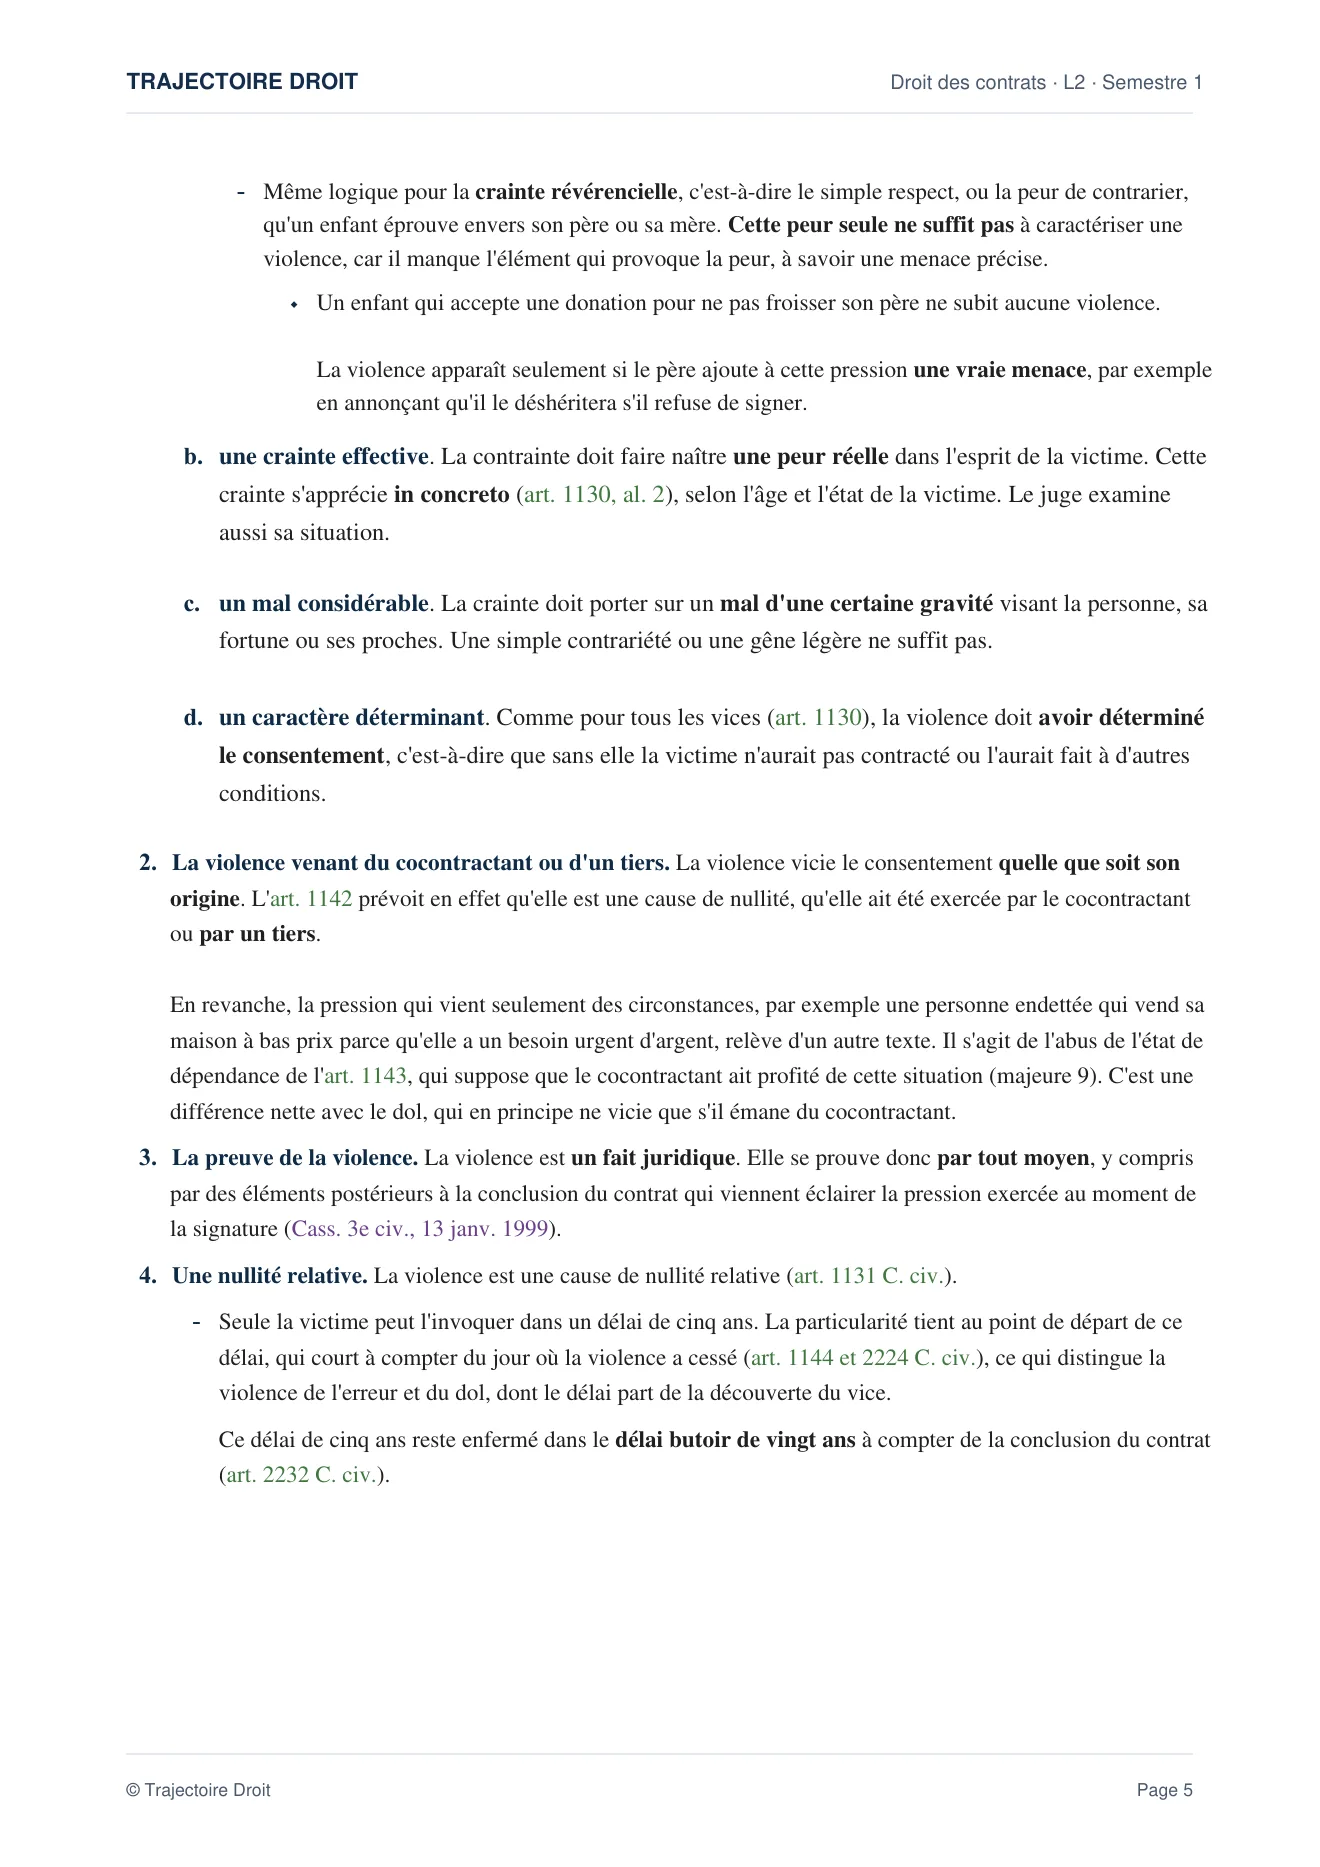 TRAJECTOIRE DROIT
Droit des contrats · L2 · Semestre 1
- Même logique pour la crainte révérencielle, c'est-à-dire le simple respect, ou la peur de contrarier,
qu'un enfant éprouve envers son père ou sa mère. Cette peur seule ne suffit pas à caractériser une
violence, car il manque l'élément qui provoque la peur, à savoir une menace précise.
⬩ Un enfant qui accepte une donation pour ne pas froisser son père ne subit aucune violence.
La violence apparaît seulement si le père ajoute à cette pression une vraie menace, par exemple
en annonçant qu'il le déshéritera s'il refuse de signer.
b. une crainte effective. La contrainte doit faire naître une peur réelle dans l'esprit de la victime. Cette
crainte s'apprécie in concreto (art. 1130, al. 2), selon l'âge et l'état de la victime. Le juge examine
aussi sa situation.
c. un mal considérable. La crainte doit porter sur un mal d'une certaine gravité visant la personne, sa
fortune ou ses proches. Une simple contrariété ou une gêne légère ne suffit pas.
d. un caractère déterminant. Comme pour tous les vices (art. 1130), la violence doit avoir déterminé
le consentement, c'est-à-dire que sans elle la victime n'aurait pas contracté ou l'aurait fait à d'autres
conditions.
2. La violence venant du cocontractant ou d'un tiers. La violence vicie le consentement quelle que soit son
origine. L'art. 1142 prévoit en effet qu'elle est une cause de nullité, qu'elle ait été exercée par le cocontractant
ou par un tiers.
En revanche, la pression qui vient seulement des circonstances, par exemple une personne endettée qui vend sa
maison à bas prix parce qu'elle a un besoin urgent d'argent, relève d'un autre texte. Il s'agit de l'abus de l'état de
dépendance de l'art. 1143, qui suppose que le cocontractant ait profité de cette situation (majeure 9). C'est une
différence nette avec le dol, qui en principe ne vicie que s'il émane du cocontractant.
3. La preuve de la violence. La violence est un fait juridique. Elle se prouve donc par tout moyen, y compris
par des éléments postérieurs à la conclusion du contrat qui viennent éclairer la pression exercée au moment de
la signature (Cass. 3e civ., 13 janv. 1999).
4. Une nullité relative. La violence est une cause de nullité relative (art. 1131 C. civ.).
- Seule la victime peut l'invoquer dans un délai de cinq ans. La particularité tient au point de départ de ce
délai, qui court à compter du jour où la violence a cessé (art. 1144 et 2224 C. civ.), ce qui distingue la
violence de l'erreur et du dol, dont le délai part de la découverte du vice.
Ce délai de cinq ans reste enfermé dans le délai butoir de vingt ans à compter de la conclusion du contrat
(art. 2232 C. civ.).
© Trajectoire Droit
Page 5